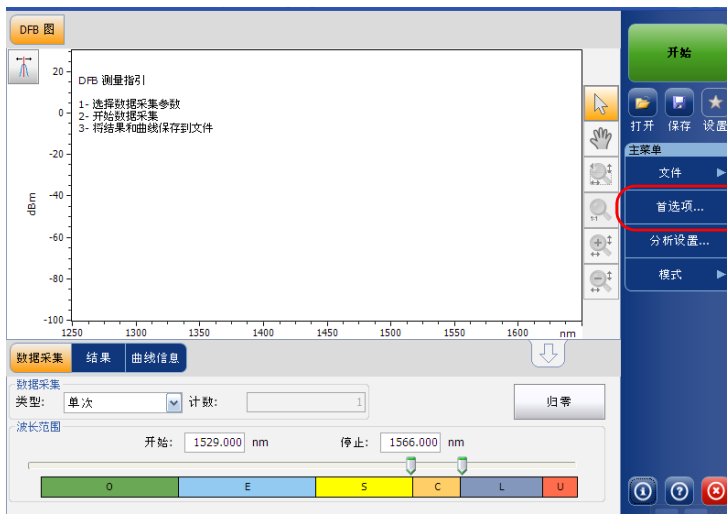 DFB 图
DFB 测量指引
1- 选择数据采集参数
2- 开始数据采集
3- 将结果和曲线保存到文件
dBm
20
0
-20
-40
-60
-80
-100
1250 1300 1350 1400 1450 1500 1550 1600 nm
开始
打开 保存 设置
主菜单
文件
首选项...
分析设置...
模式
数据采集 结果 曲线信息
数据采集
类型: 单次 计数: 1 归零
波长范围
开始: 1529.000 nm 停止: 1566.000 nm
O E S C L U